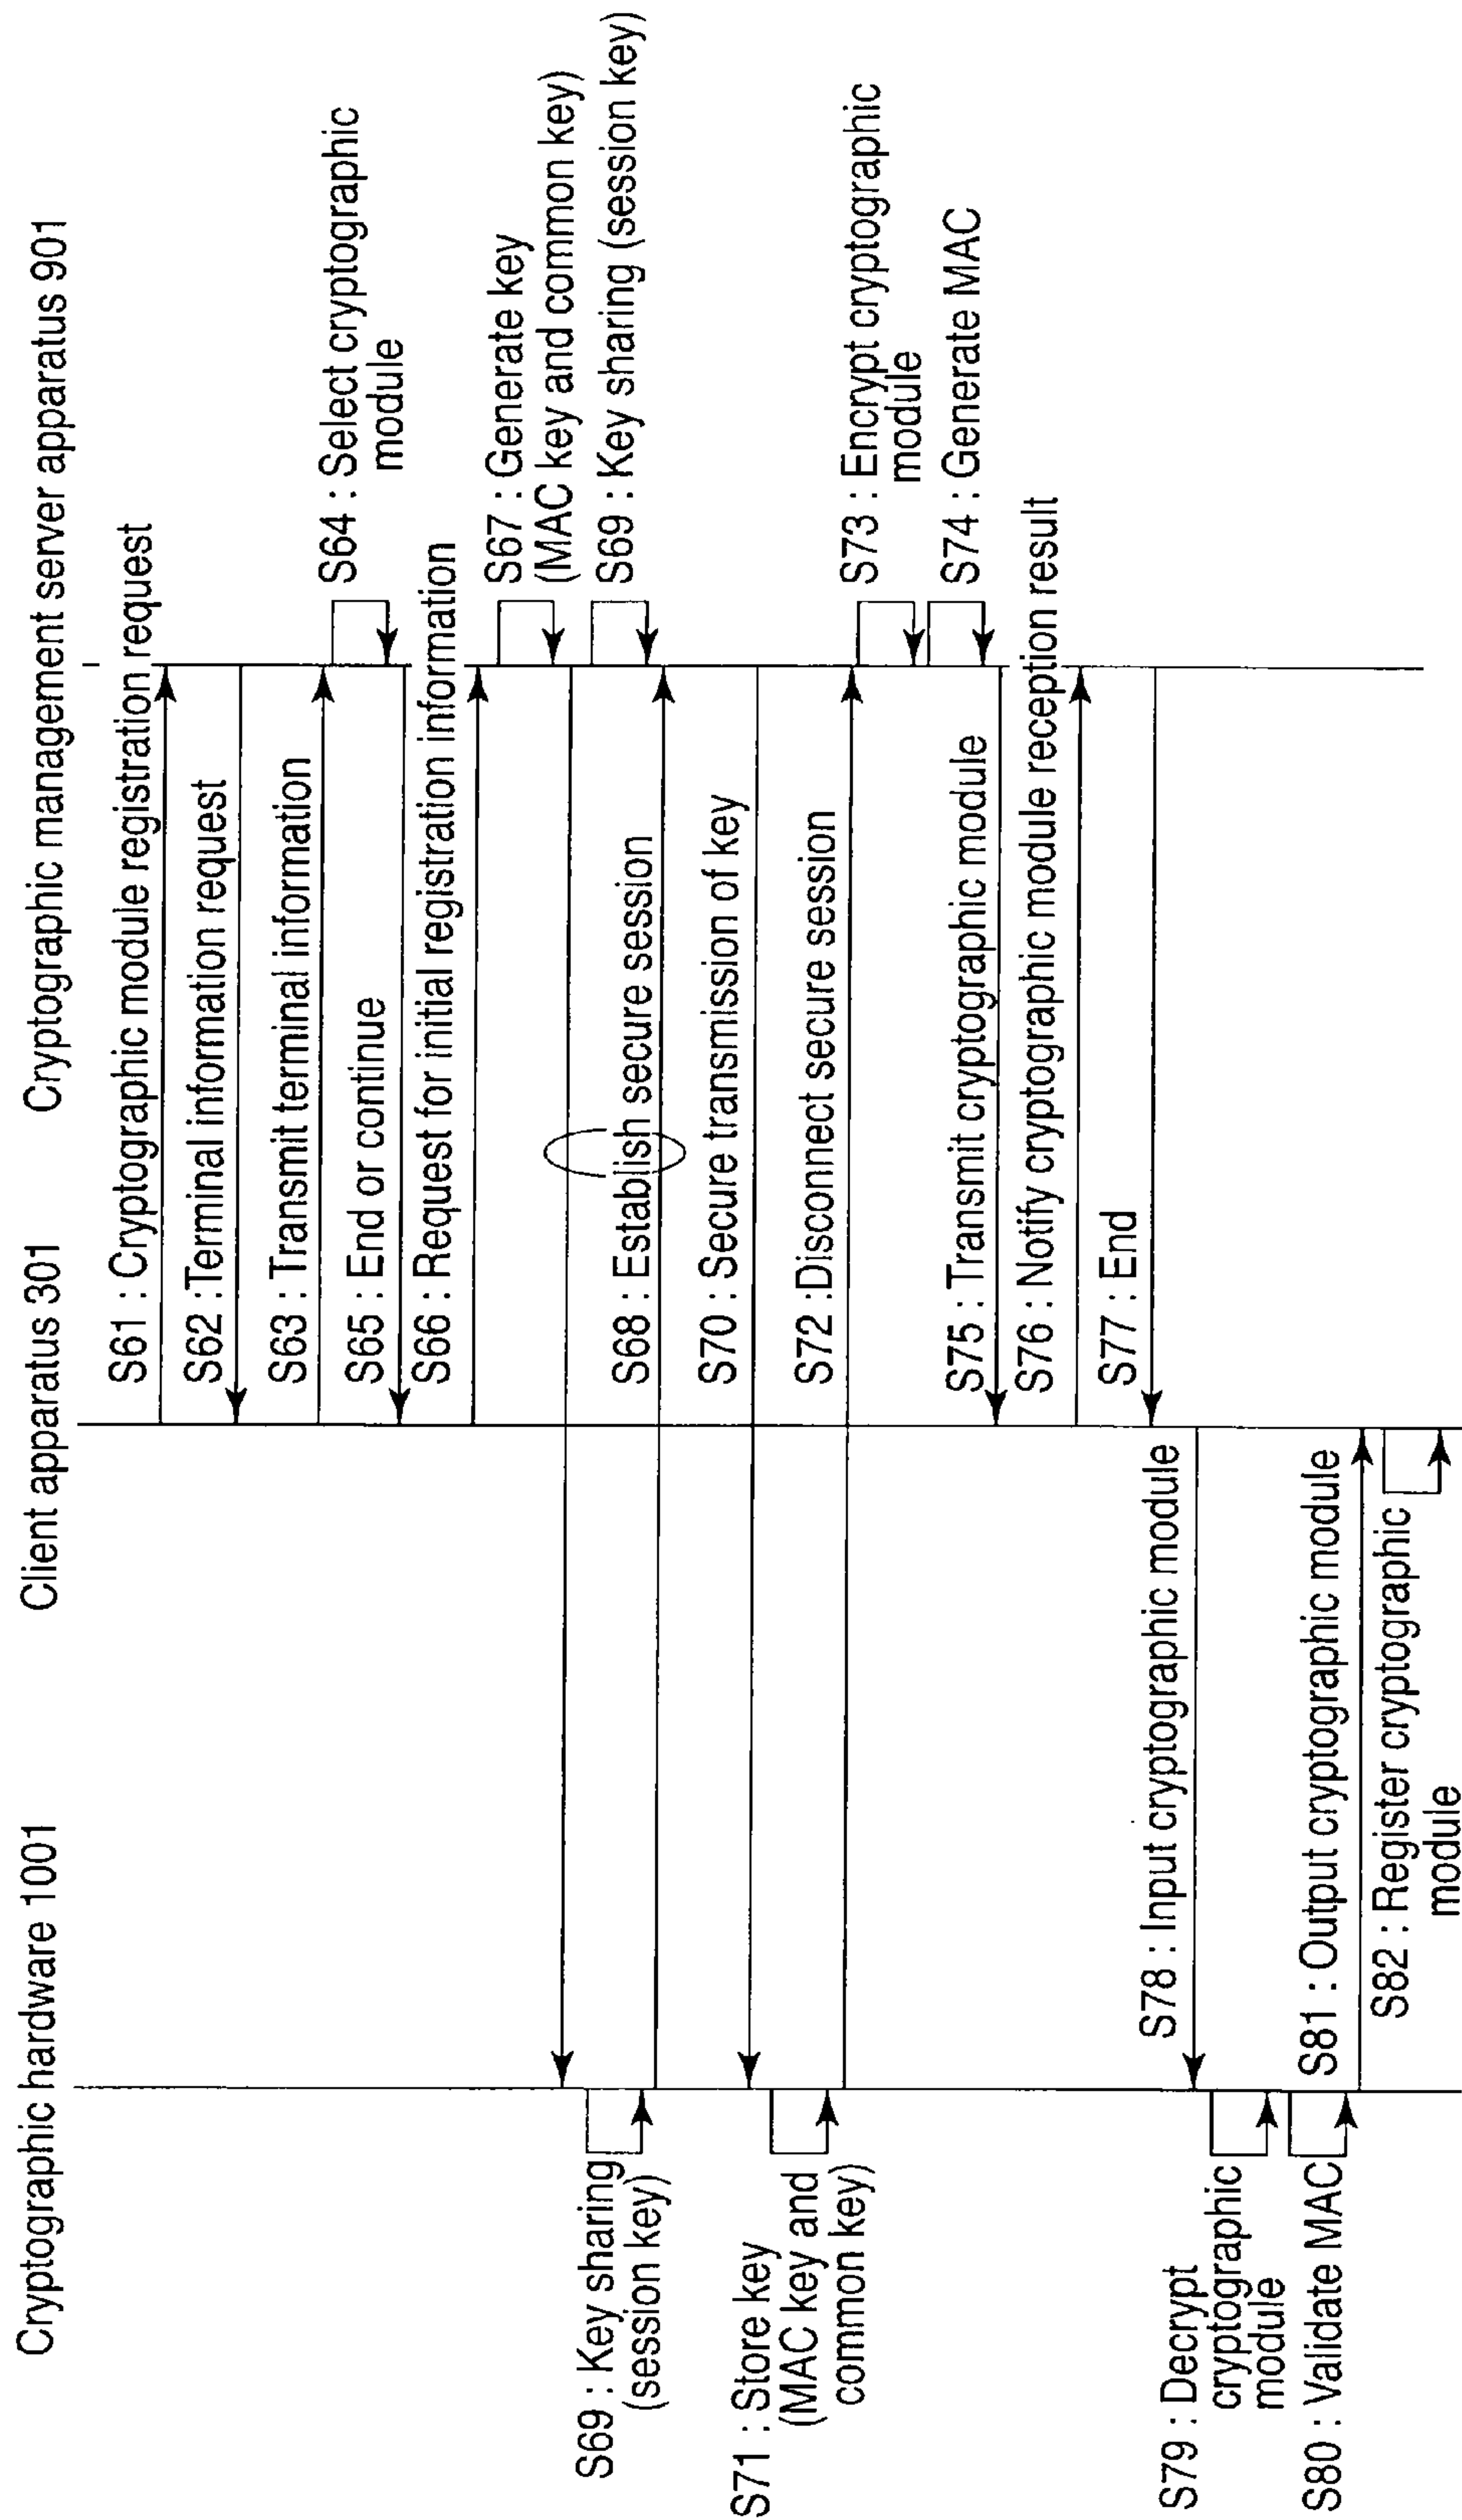 Cryptographic hardware 1001
Client apparatus 301
Cryptographic management server apparatus 901
S61 : Cryptographic module registration request
S62 :Terminal information request
S63 : Transmit terminal information
S64 : Select cryptographic
module
S65 : End or continue
S66 : Request for initial registration information
S67 : Generate key
(MAC key and common key)
S69 : Key sharing (session key)
S69 : Key sharing
(session key)
S68 : Establish secure session
S70 : Secure transmission of key
S71 : Store key
(MAC key and
common key)
S72 :Disconnect secure session
S73 : Encrypt cryptographic
module
S74 : Generate MAC
S75 : Transmit cryptographic module
S76 : Notify cryptographic module reception result
S77 : End
S78 : Input cryptographic module
S79 : Decrypt
cryptographic
module
S80 : Validate MAC
S81 : Output cryptographic module
S82 : Register cryptographic
module